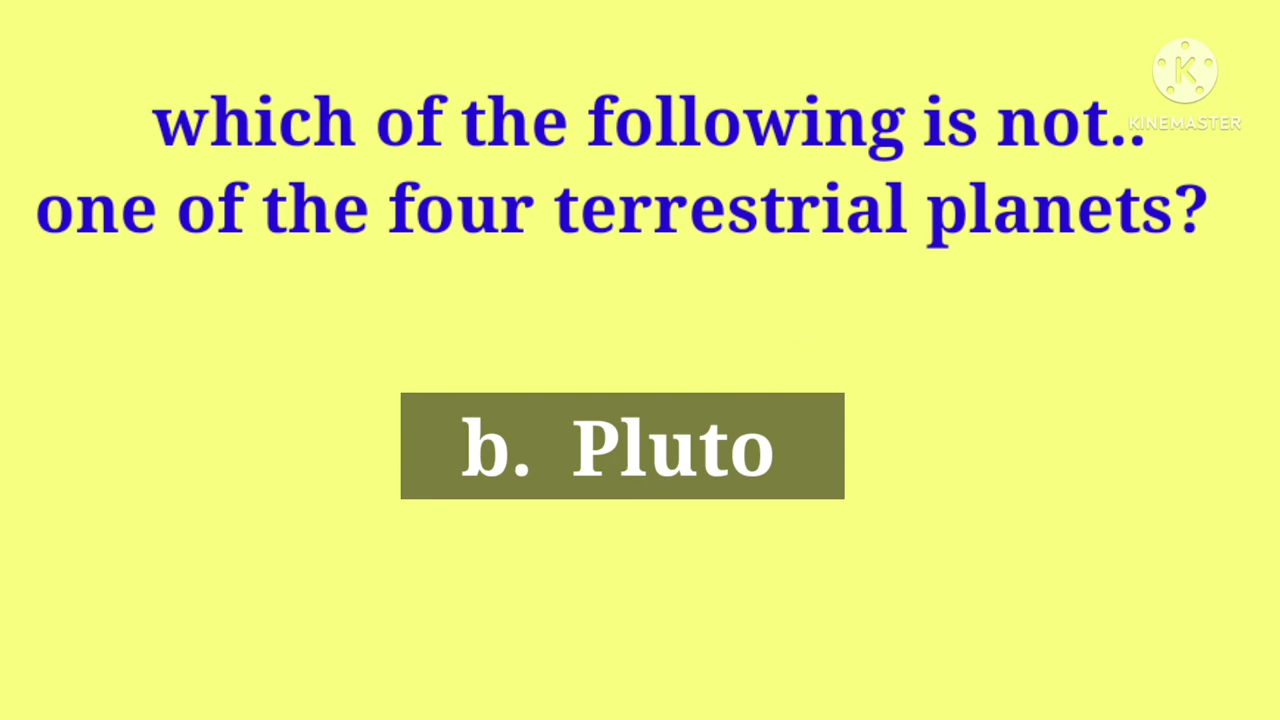 which of the following is not..
one of the four terrestrial planets?
b. Pluto
K
KINEMASTER